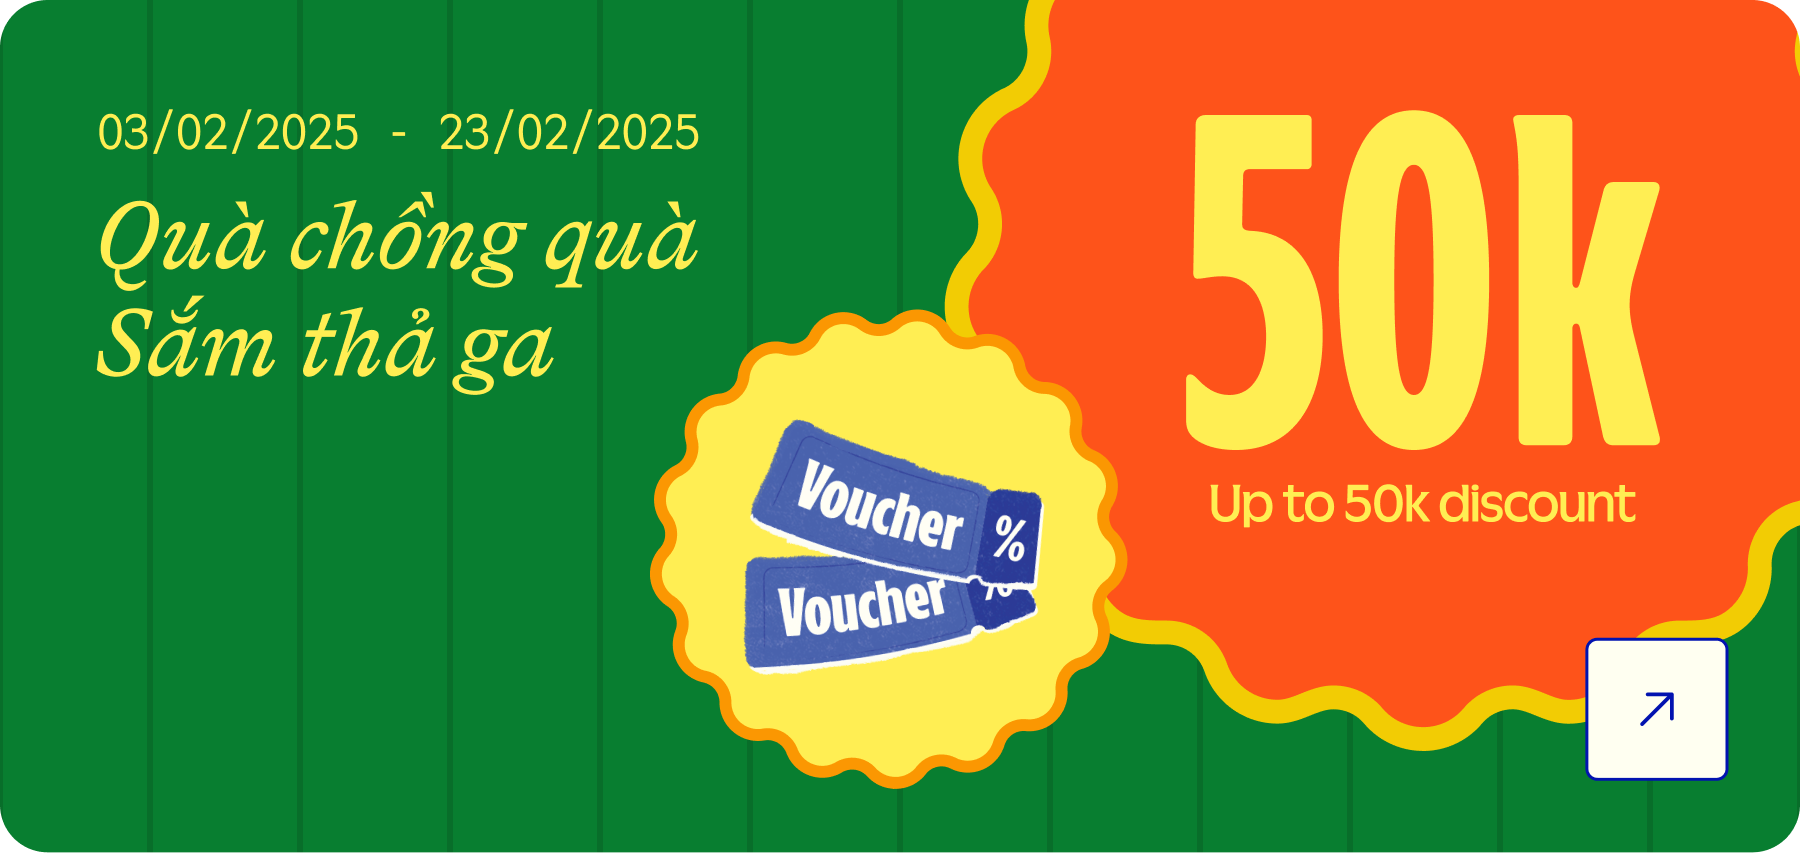 03/02/2025 - 23/02/2025
Quà chồng quà
Sắm thả ga
50k
Up to 50k discount
Voucher %
Voucher %